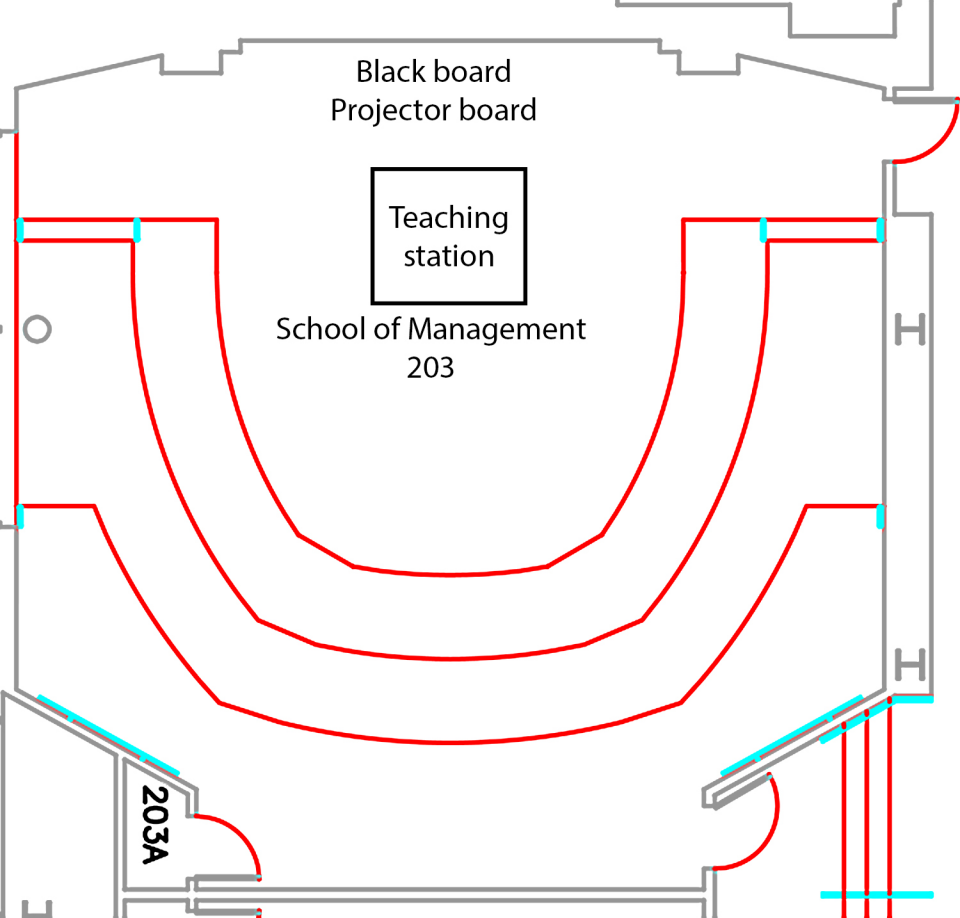 Black board
Projector board
Teaching
station
School of Management
203
203A